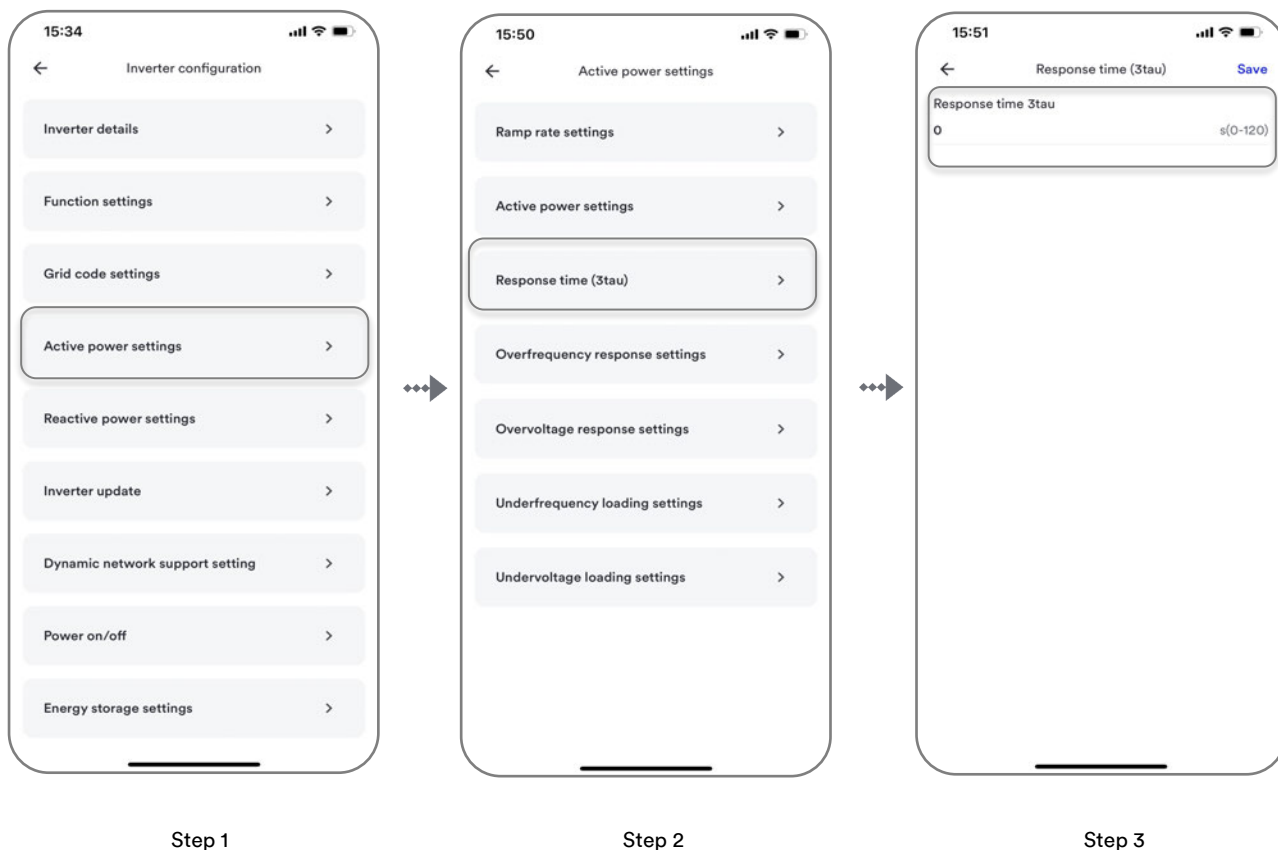 15:34
Inverter configuration
Inverter details
Function settings
Grid code settings
Active power settings
Reactive power settings
Inverter update
Dynamic network support setting
Power on/off
Energy storage settings
Step 1
15:50
Active power settings
Ramp rate settings
Active power settings
Response time (3tau)
Overfrequency response settings
Overvoltage response settings
Underfrequency loading settings
Undervoltage loading settings
Step 2
15:51
Response time (3tau) Save
Response time 3tau
0 s(0-120)
Step 3